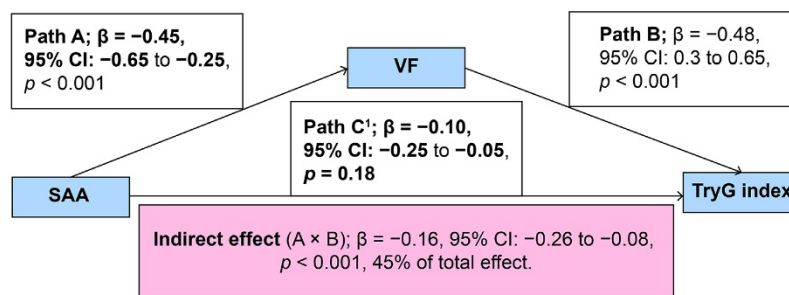 Path A; β = −0.45,
95% CI: −0.65 to −0.25,
p < 0.001
VF
Path B; β = −0.48,
95% CI: 0.3 to 0.65,
p < 0.001
Path C¹; β = −0.10,
95% CI: −0.25 to −0.05,
p = 0.18
SAA
TryG index
Indirect effect (A × B); β = −0.16, 95% CI: −0.26 to −0.08,
p < 0.001, 45% of total effect.